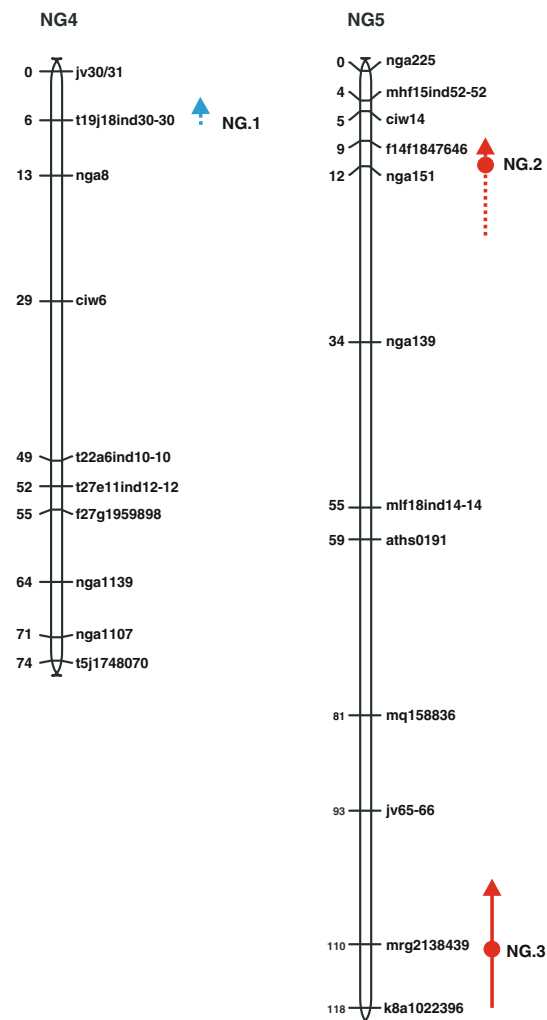 NG4
0 jv30/31
6 t19j18ind30-30
NG.1
13 nga8
29 ciw6
49 t22a6ind10-10
52 t27e11ind12-12
55 f27g1959898
64 nga1139
71 nga1107
74 t5j1748070
NG5
0 nga225
4 mhf15ind52-52
5 ciw14
9 f14f1847646
NG.2
12 nga151
34 nga139
55 mlf18ind14-14
59 aths0191
81 mq158836
93 jv65-66
110 mrg2138439
NG.3
118 k8a1022396